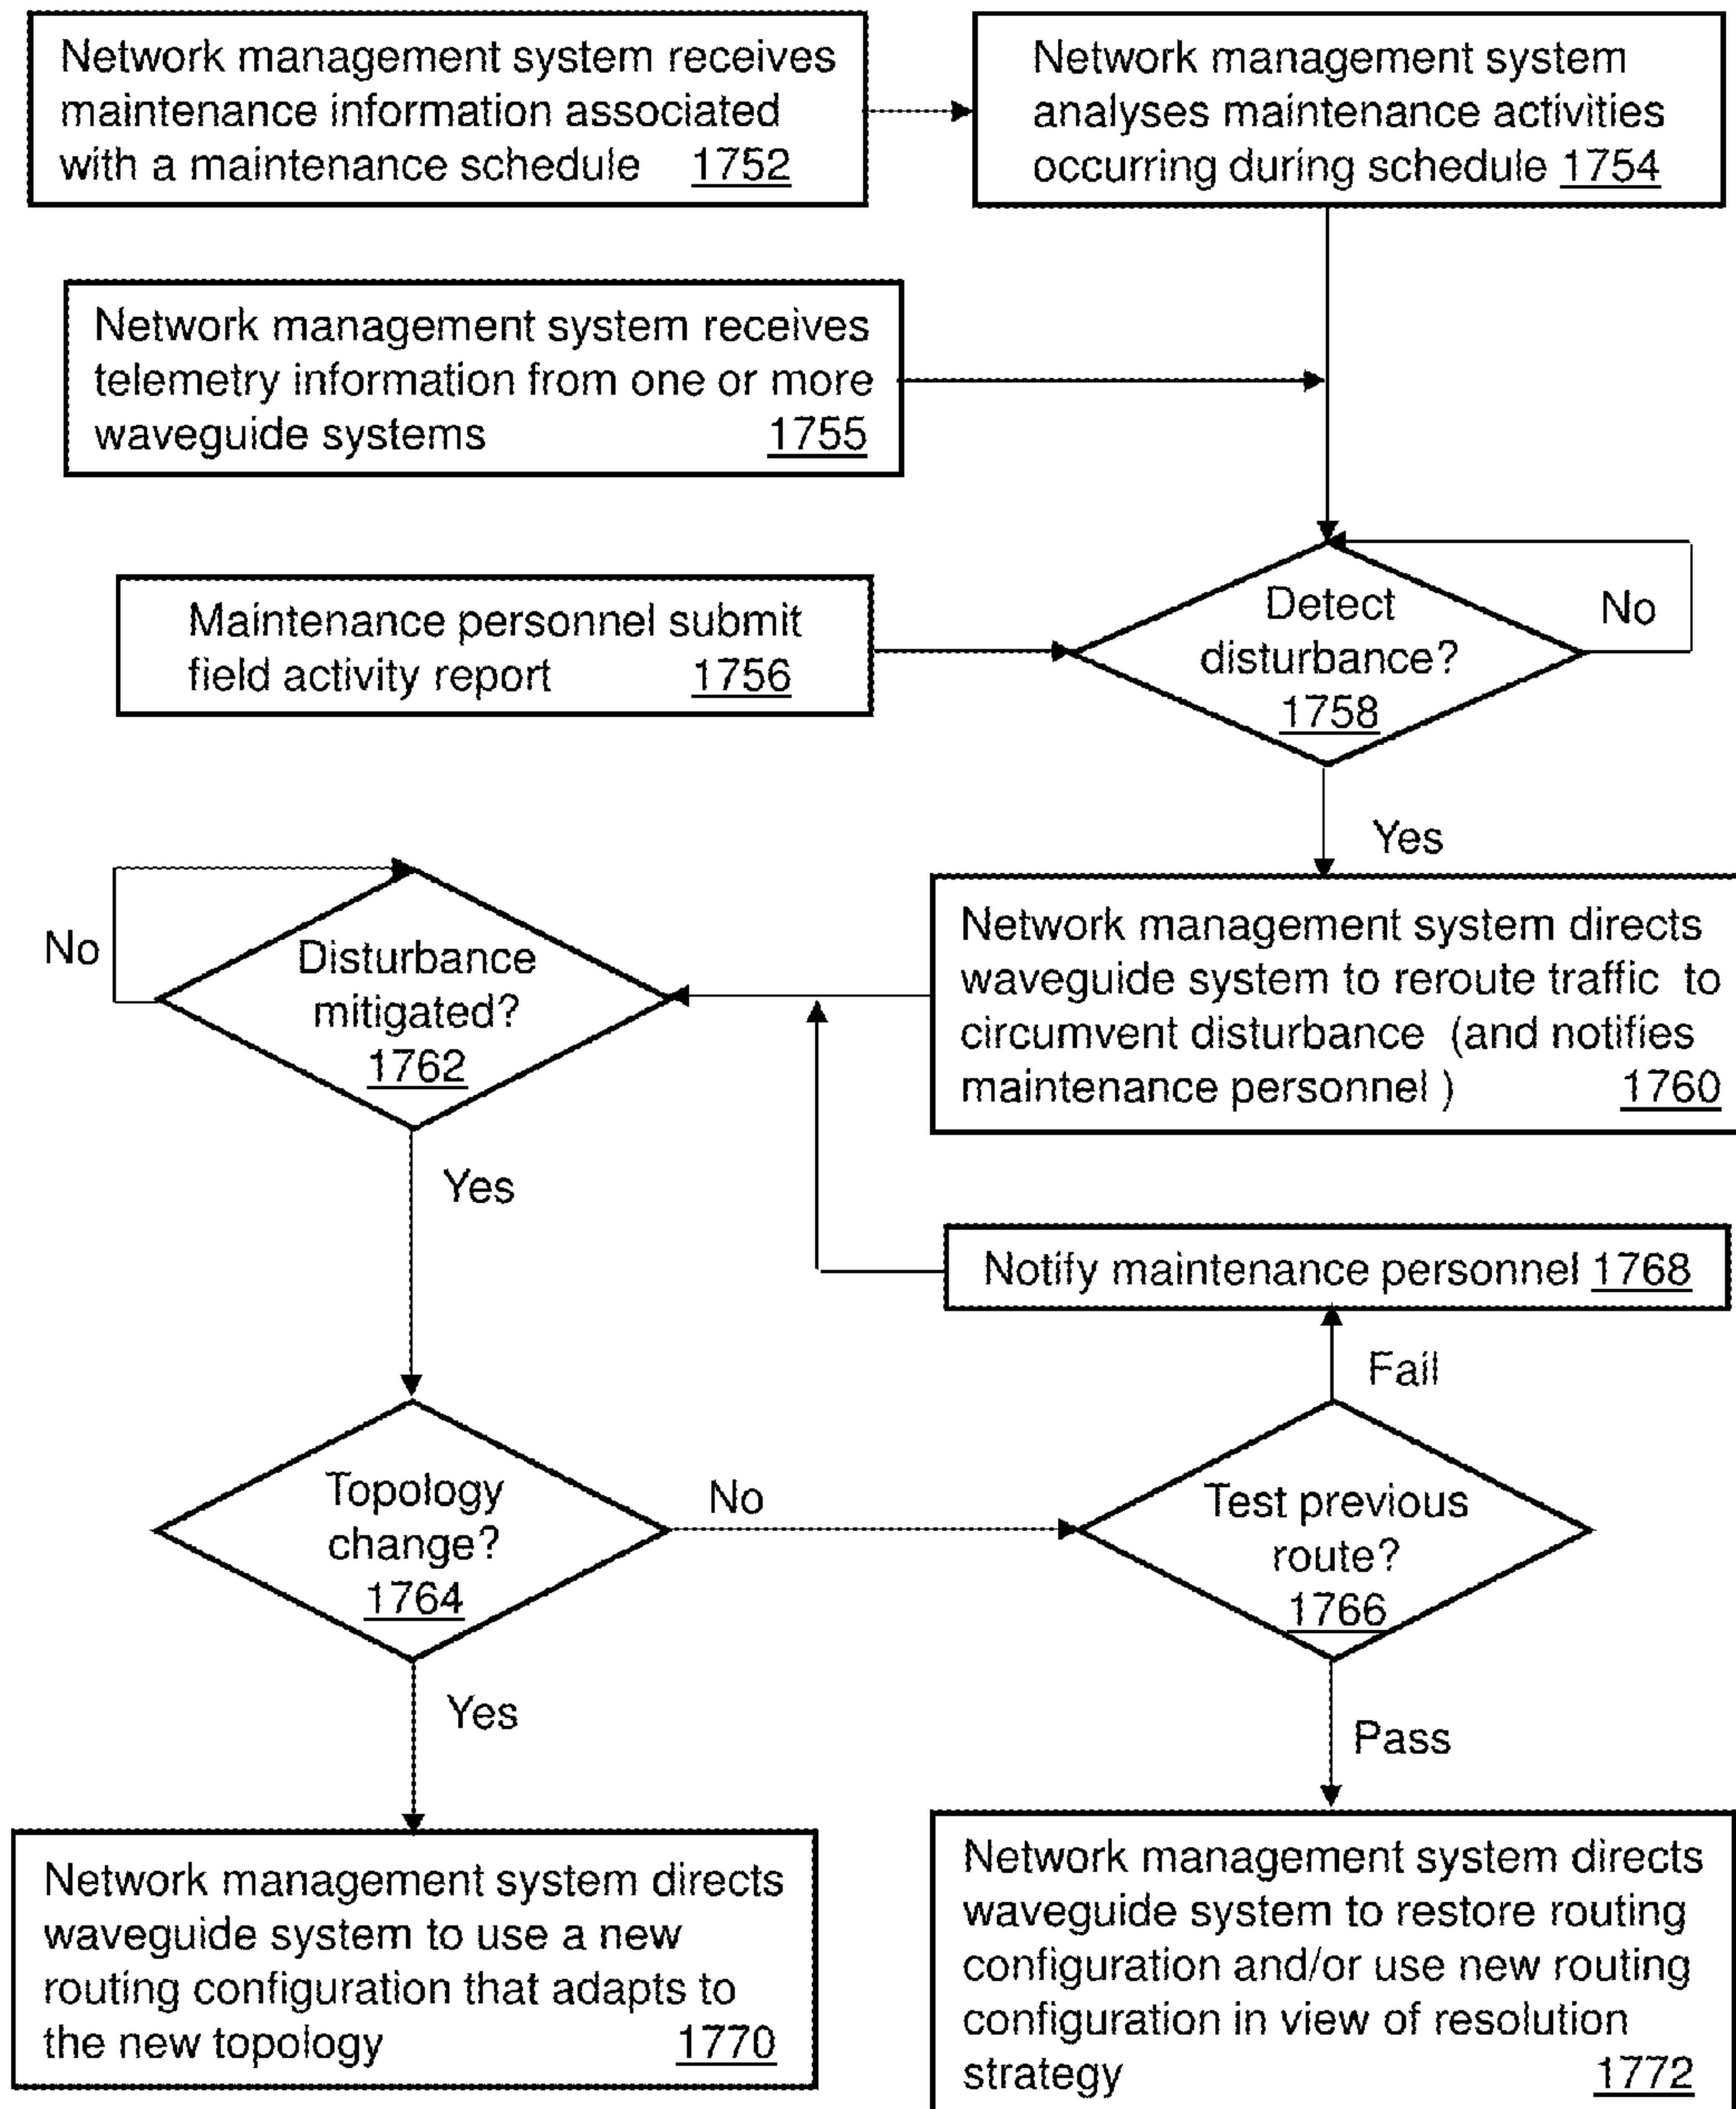 Network management system receives
maintenance information associated
with a maintenance schedule 1752
Network management system
analyses maintenance activities
occurring during schedule 1754
Network management system receives
telemetry information from one or more
waveguide systems 1755
Maintenance personnel submit
field activity report 1756
Detect
disturbance?
1758
No
Yes
Network management system directs
waveguide system to reroute traffic to
circumvent disturbance (and notifies
maintenance personnel ) 1760
Disturbance
mitigated?
1762
No
Yes
Notify maintenance personnel 1768
Fail
Topology
change?
1764
No
Test previous
route?
1766
Yes
Pass
Network management system directs
waveguide system to use a new
routing configuration that adapts to
the new topology 1770
Network management system directs
waveguide system to restore routing
configuration and/or use new routing
configuration in view of resolution
strategy 1772